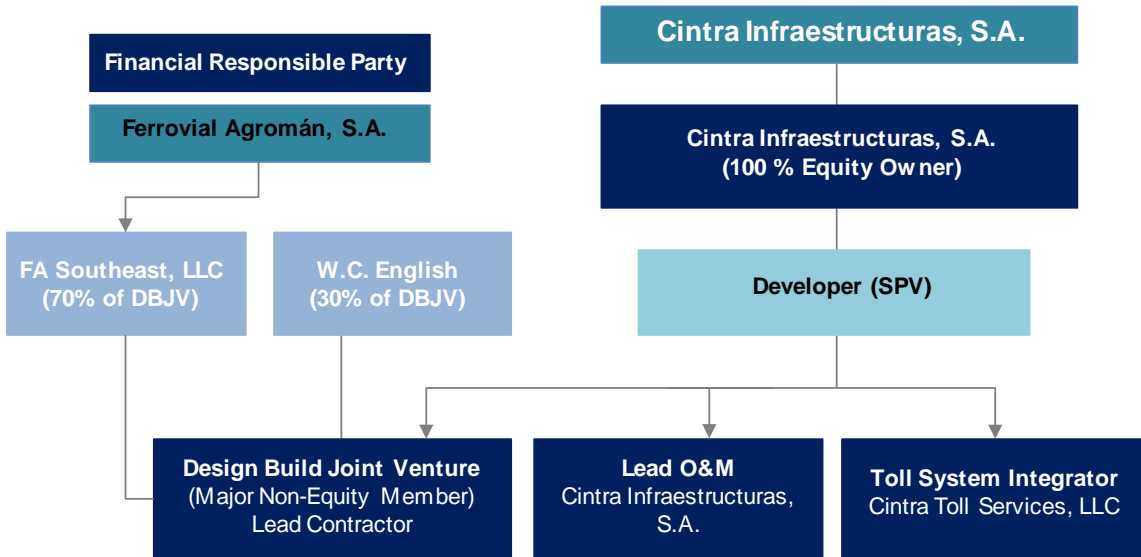 Financial Responsible Party
Ferrovial Agromán, S.A.
FA Southeast, LLC
(70% of DBJV)
W.C. English
(30% of DBJV)
Cintra Infraestructuras, S.A.
Cintra Infraestructuras, S.A.
(100 % Equity Owner)
Developer (SPV)
Design Build Joint Venture
(Major Non-Equity Member)
Lead Contractor
Lead O&M
Cintra Infraestructuras,
S.A.
Toll System Integrator
Cintra Toll Services, LLC